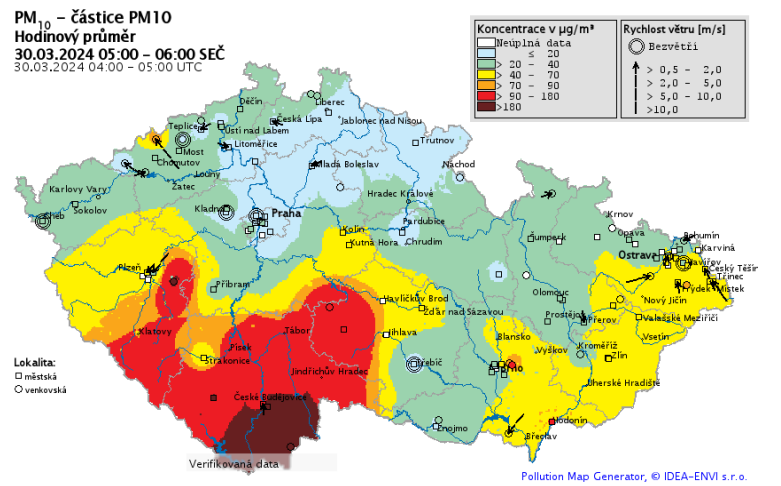 PM10 – částice PM10
Hodinový průměr
30.03.2024 05:00 – 06:00 SEČ
30.03.2024 04:00 – 05:00 UTC
Koncentrace v µg/m³
Neúplná data
≤ 20
> 20 - 40
> 40 - 70
> 70 - 90
> 90 - 180
>180
Rychlost větru [m/s]
Bezvětří
> 0,5 - 2,0
> 2,0 - 5,0
> 5,0 - 10,0
>10,0
Děčín
Liberec
Teplice
Ústí nad Labem
Česká Lípa
Jablonec nad Nisou
Trutnov
Most
Litoměřice
Chomutov
Mladá Boleslav
Náchod
Louny
Žatec
Karlovy Vary
Sokolov
Cheb
Kladno
Praha
Hradec Králové
Pardubice
Krnov
Opava
Bohumín
Karviná
Šumperk
Ostrava
Havířov
Český Těšín
Třinec
Frýdek-Místek
Kolín
Kutná Hora
Chrudim
Plzeň
Příbram
Havlíčkův Brod
Žďár nad Sázavou
Olomouc
Nový Jičín
Valašské Meziříčí
Prostějov
Přerov
Vsetín
Klatovy
Tábor
Jihlava
Blansko
Vyškov
Kroměříž
Zlín
Písek
Strakonice
Jindřichův Hradec
Třebíč
Brno
Uherské Hradiště
České Budějovice
Znojmo
Hodonín
Břeclav
Lokalita:
městská
venkovská
Verifikovaná data
Pollution Map Generator, © IDEA-ENVI s.r.o.